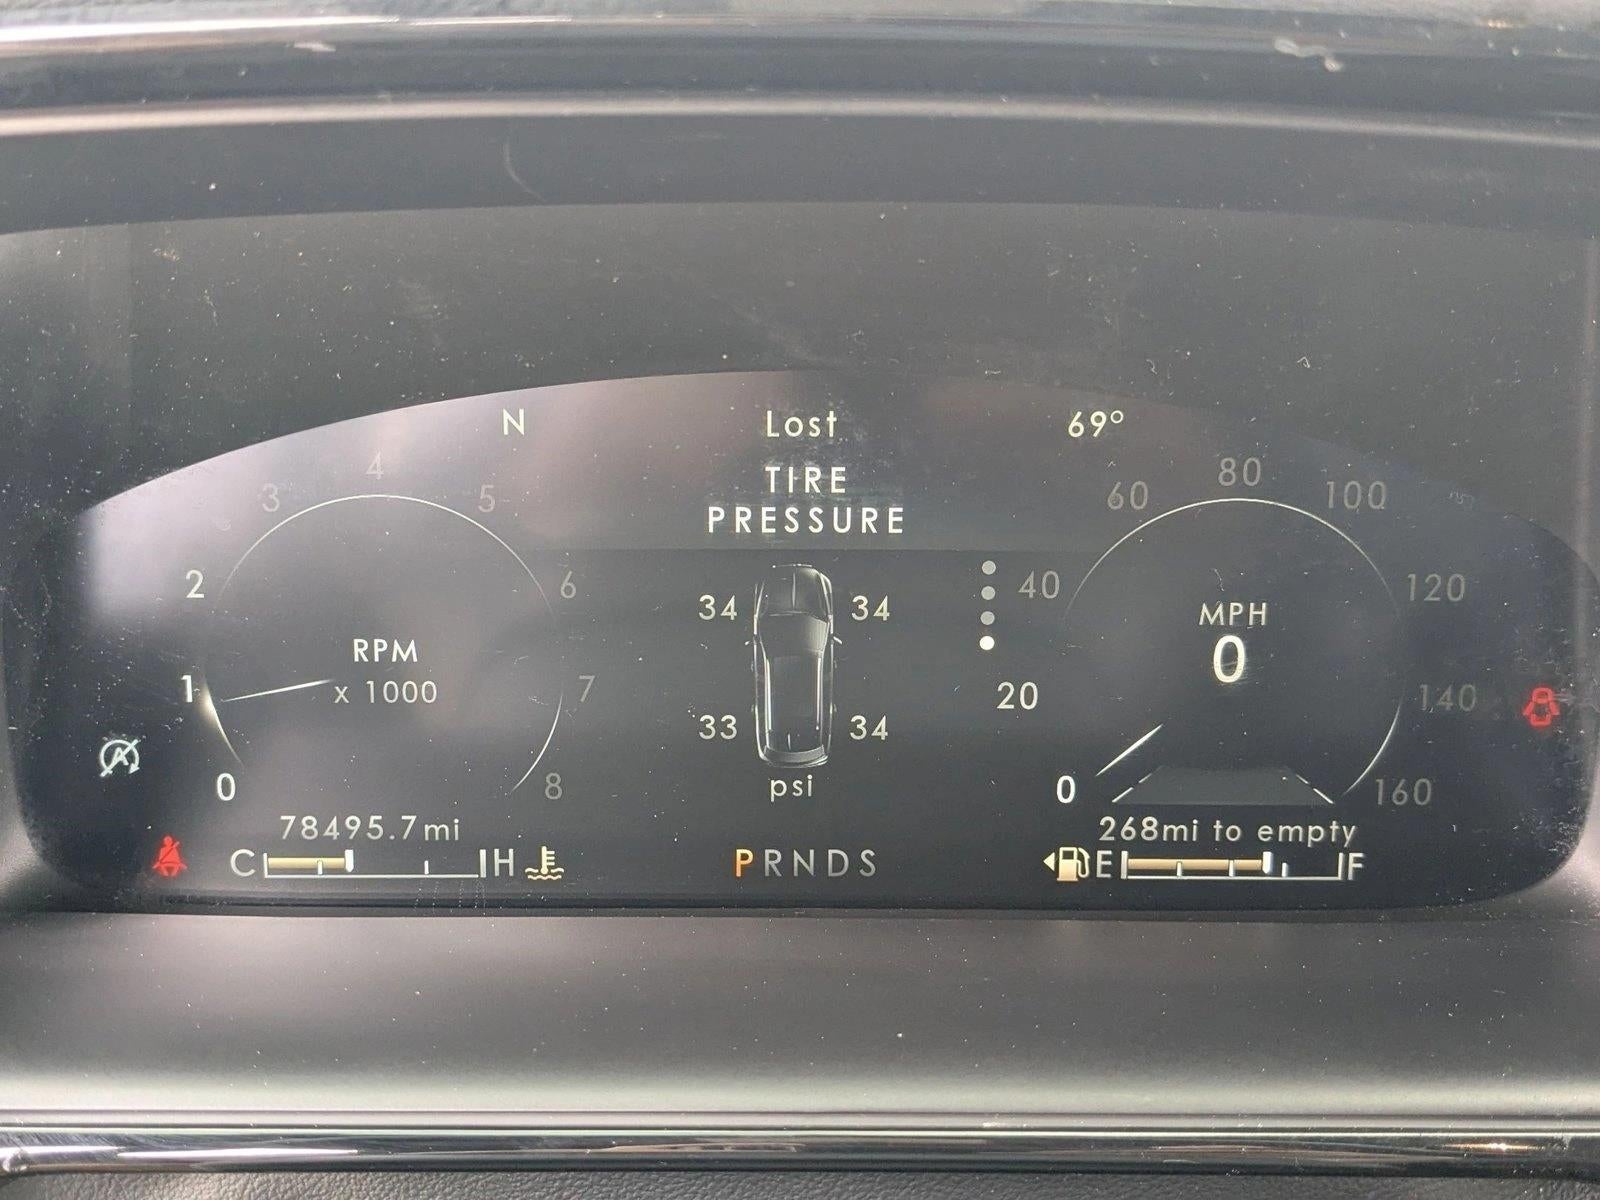 N Lost 69°
TIRE
PRESSURE
3 4 5
60 80 100
2 6
40 120
34 34
MPH
0
RPM
x 1000
1 7
20 140
33 34
psi
0 8
0 160
78495.7mi
268mi to empty
C H
PRNDS
E F
A